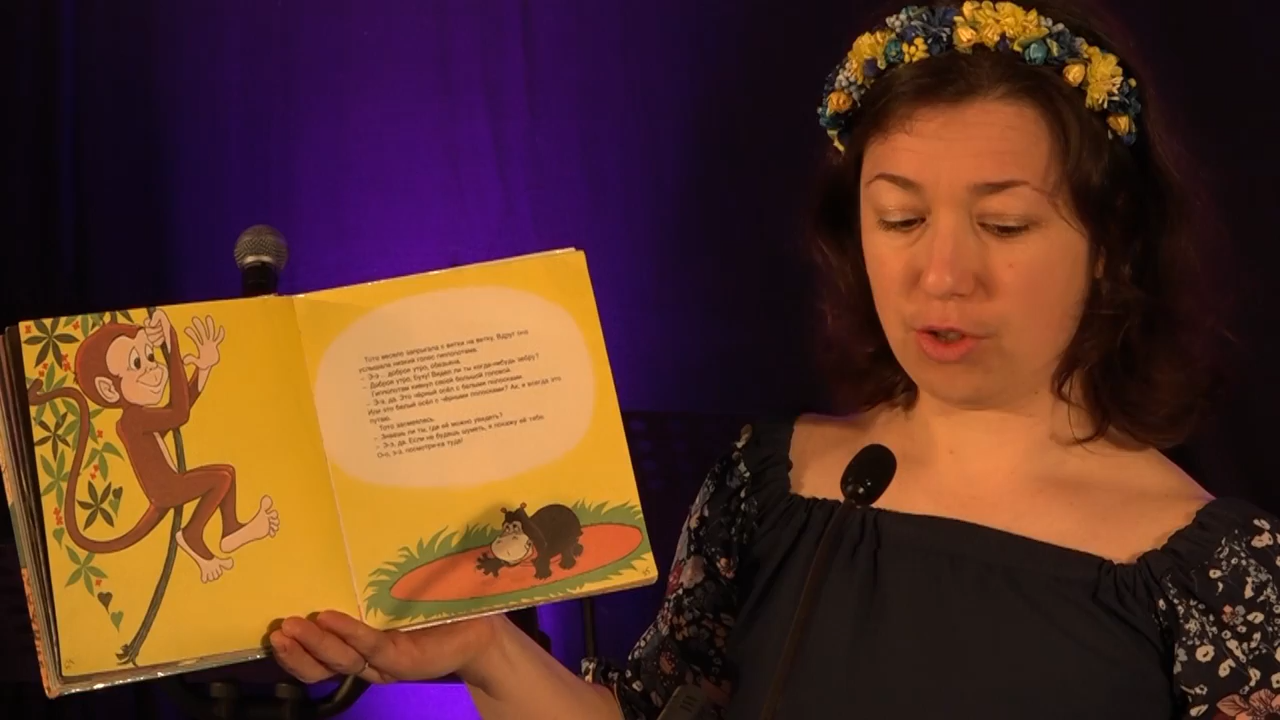 Тото весело запрыгала с ветки на ветку. Вдруг она
услышала низкий голос гиппопотама.
– Э-э... доброе утро, обезьяна.
– Доброе утро, Буху! Видел ли ты когда-нибудь зебру?
Гиппопотам кивнул своей большой головой.
– Э-э, да. Это чёрный осёл с белыми полосками.
Или это белый осёл с чёрными полосками? Ах, я всегда это
путаю.
Тото засмеялась.
– Знаешь ли ты, где её можно увидеть?
– Э-э, да. Если не будешь шуметь, я покажу её тебе.
О-о, э-э, посмотри-ка туда!